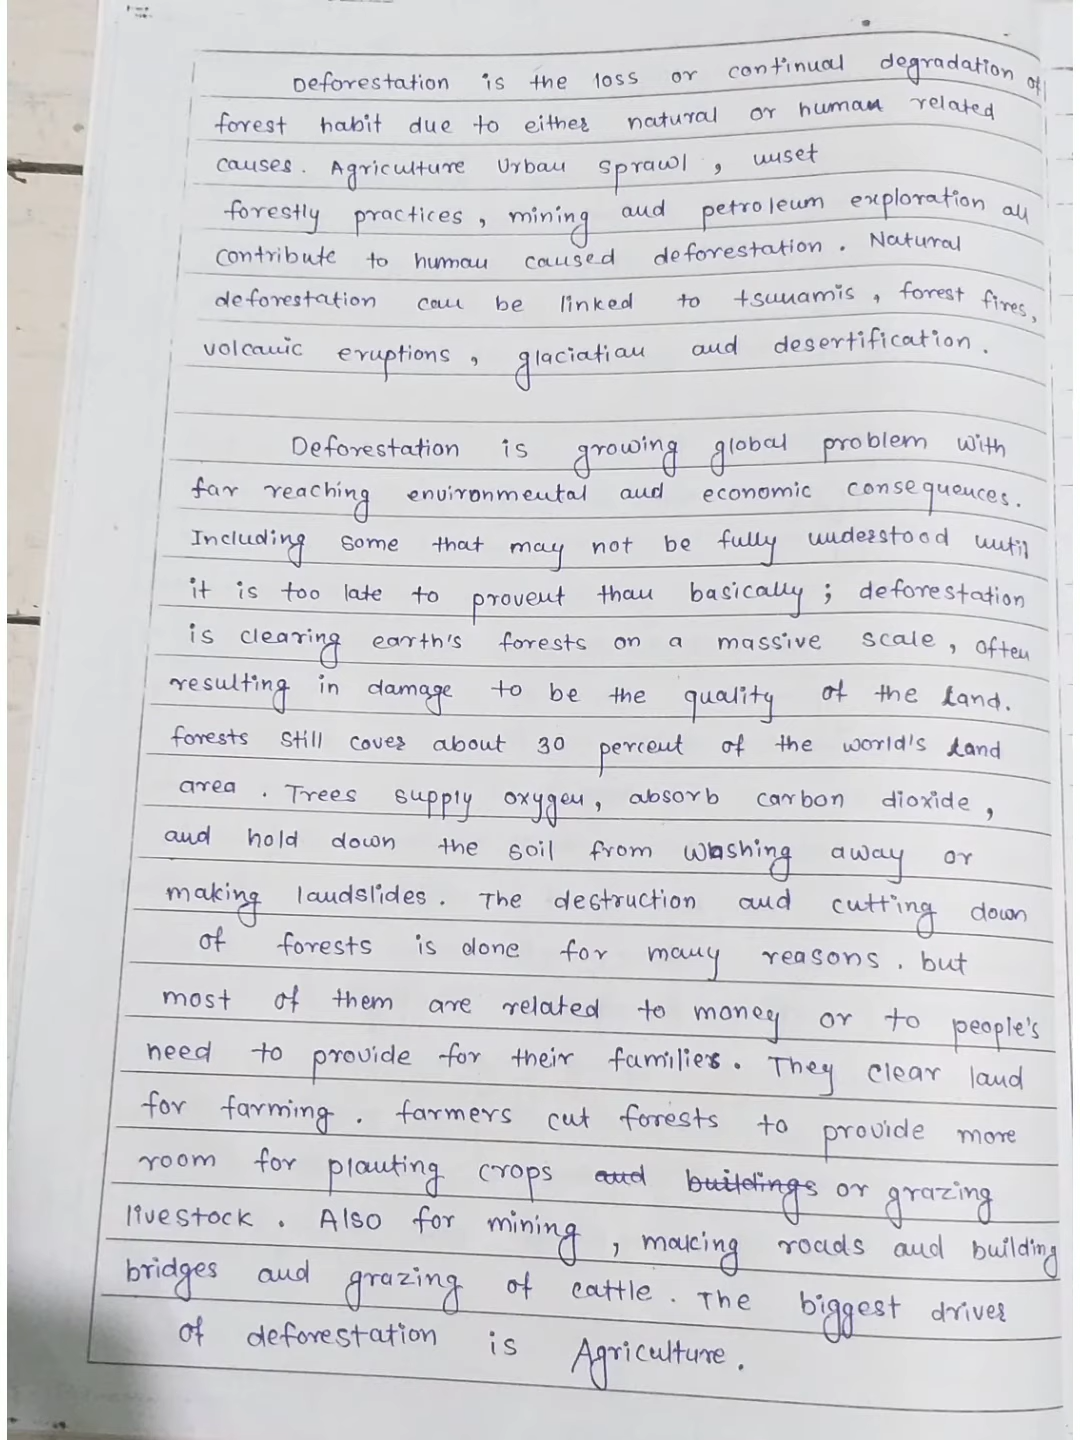 Deforestation is the loss or continual degradation of
forest habit due to either natural or human related
causes. Agriculture Urban sprawl, unset
forestly practices, mining and petroleum exploration all
contribute to human caused deforestation. Natural
deforestation can be linked to tsunamis, forest fires,
volcanic eruptions, glaciation and desertification.
Deforestation is growing global problem with
far reaching environmental and economic consequences.
Including some that may not be fully understood until
it is too late to provent than basically; deforestation
is clearing earth's forests on a massive scale, often
resulting in damage to be the quality of the land.
forests still cover about 30 percent of the world's land
area. Trees supply oxygen, absorb carbon dioxide,
and hold down the soil from washing away or
making landslides. The destruction and cutting down
of forests is done for many reasons. but
most of them are related to money or to people's
need to provide for their families. They clear land
for farming. farmers cut forests to provide more
room for planting crops and buildings or grazing
livestock. Also for mining, making roads and building
bridges and grazing of cattle. The biggest driver
of deforestation is Agriculture.